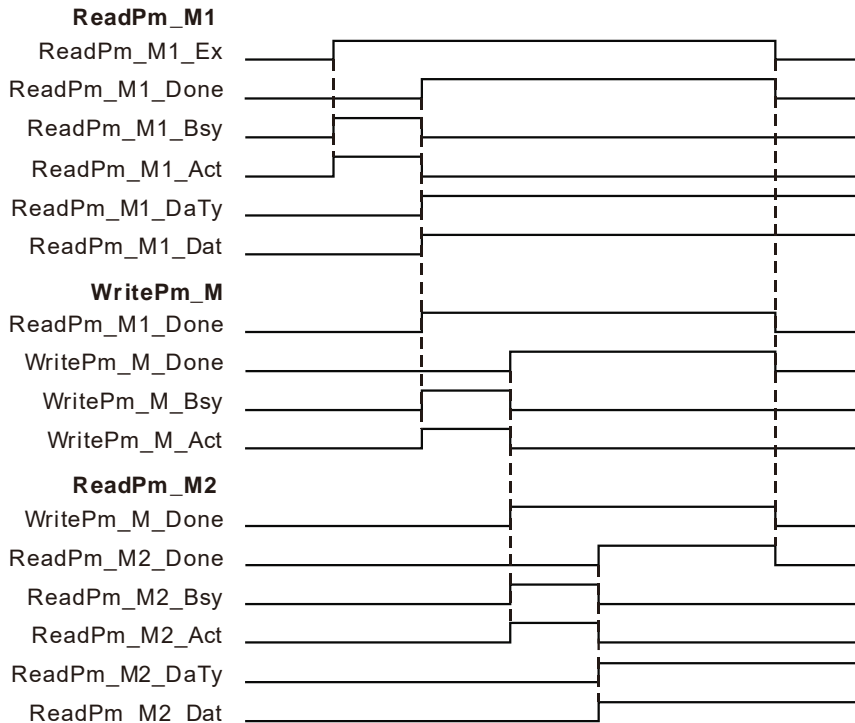 ReadPm_M1
ReadPm_M1_Ex
ReadPm_M1_Done
ReadPm_M1_Bsy
ReadPm_M1_Act
ReadPm_M1_DaTy
ReadPm_M1_Dat
WritePm_M
ReadPm_M1_Done
WritePm_M_Done
WritePm_M_Bsy
WritePm_M_Act
ReadPm_M2
WritePm_M_Done
ReadPm_M2_Done
ReadPm_M2_Bsy
ReadPm_M2_Act
ReadPm_M2_DaTy
ReadPm_M2_Dat